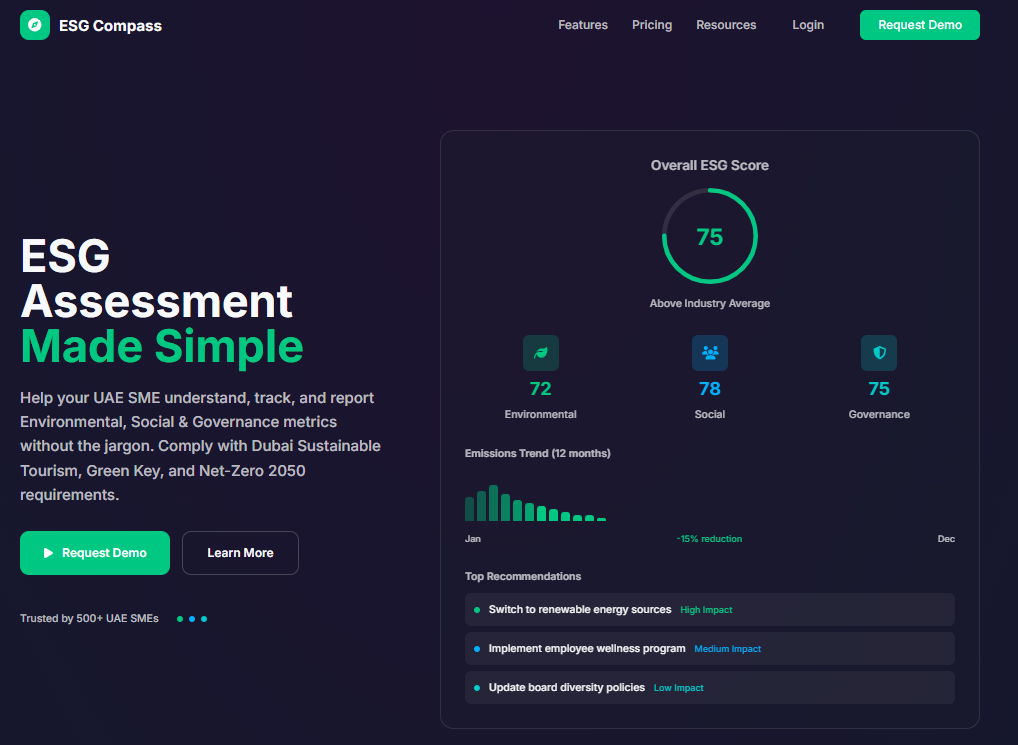 ESG Compass
Features
Pricing
Resources
Login
Request Demo
ESG
Assessment
Made Simple
Help your UAE SME understand, track, and report
Environmental, Social & Governance metrics
without the jargon. Comply with Dubai Sustainable
Tourism, Green Key, and Net-Zero 2050
requirements.
Request Demo
Learn More
Trusted by 500+ UAE SMEs
Overall ESG Score
75
Above Industry Average
72
Environmental
78
Social
75
Governance
Emissions Trend (12 months)
Jan
-15% reduction
Dec
Top Recommendations
Switch to renewable energy sources High Impact
Implement employee wellness program Medium Impact
Update board diversity policies Low Impact